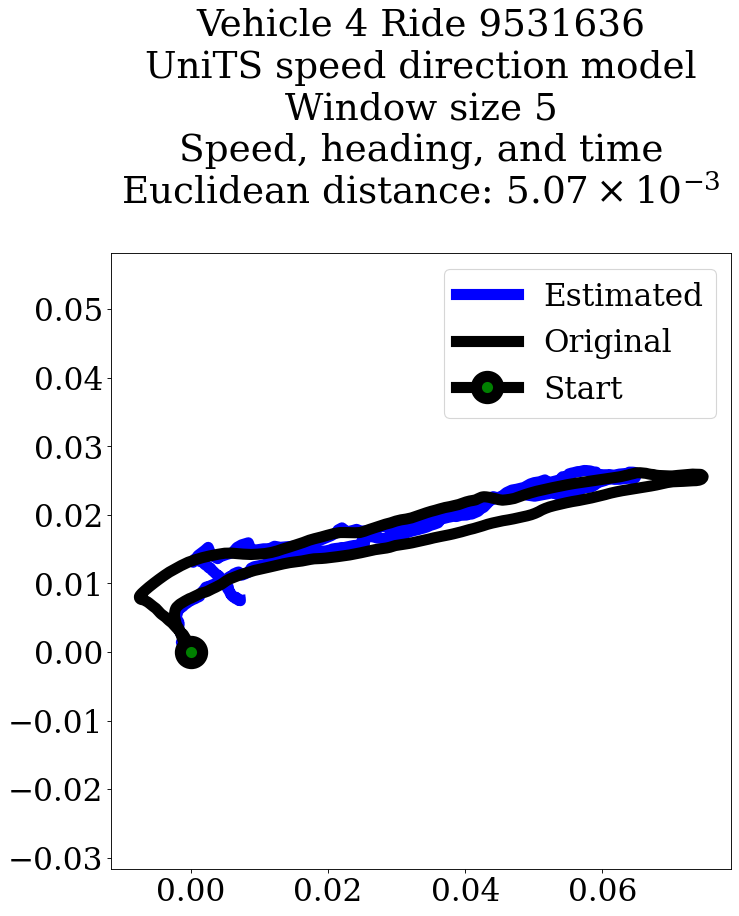 Vehicle 4 Ride 9531636
UniTS speed direction model
Window size 5
Speed, heading, and time
Euclidean distance: 5.07 × 10⁻³
Estimated
Original
Start
0.05
0.04
0.03
0.02
0.01
0.00
−0.01
−0.02
−0.03
0.00 0.02 0.04 0.06